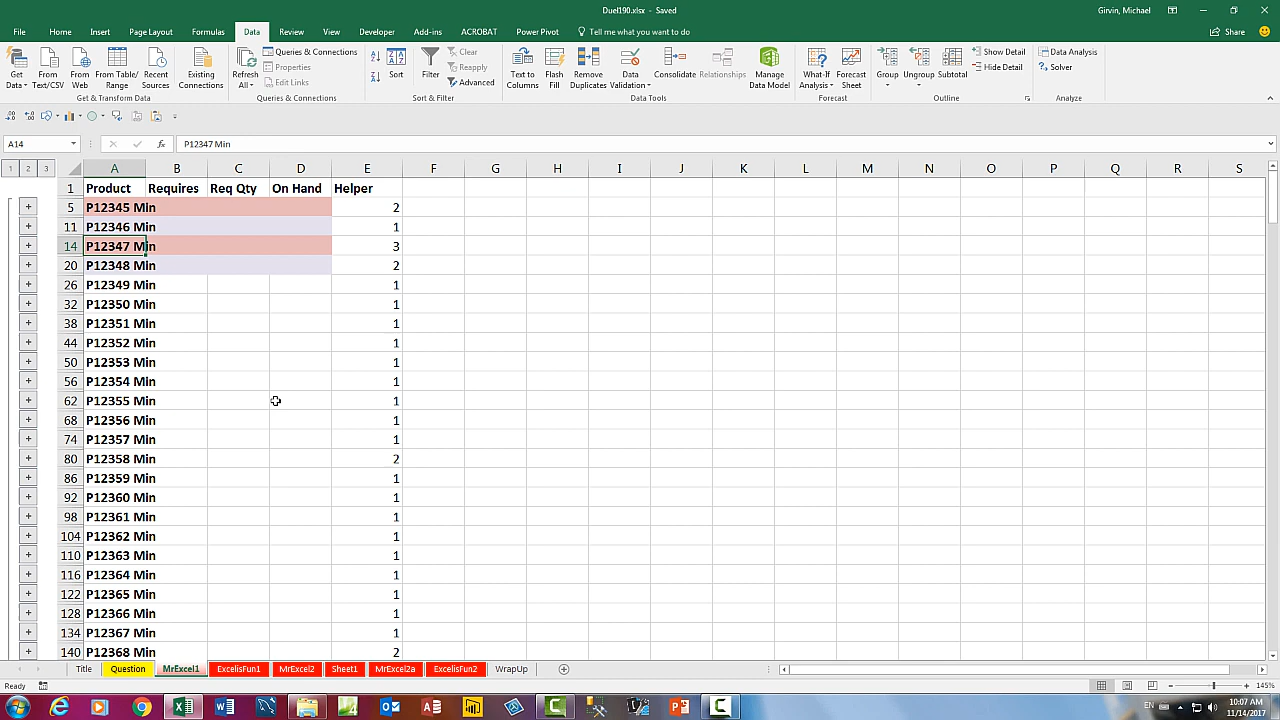 Duel190.xlsx - Saved
Girvin, Michael
File Home Insert Page Layout Formulas Data Review View Developer Add-ins ACROBAT Power Pivot Tell me what you want to do Share
Get Data From Text/CSV From Web From Table/Range Recent Sources Existing Connections
Get & Transform Data
Refresh All Queries & Connections Properties Edit Links
Queries & Connections
Sort Filter Clear Reapply Advanced
Sort & Filter
Text to Columns Flash Fill Remove Duplicates Data Validation Consolidate Relationships Manage Data Model
Data Tools
What-If Analysis Forecast Sheet
Forecast
Group Ungroup Subtotal Show Detail Hide Detail
Outline
Data Analysis Solver
Analyze
A14 fx P12347 Min
1 2 3 A B C D E F G H I J K L M N O P Q R S
1 Product Requires Req Qty On Hand Helper
5 P12345 Min 2
11 P12346 Min 1
14 P12347 Min 3
20 P12348 Min 2
26 P12349 Min 1
32 P12350 Min 1
38 P12351 Min 1
44 P12352 Min 1
50 P12353 Min 1
56 P12354 Min 1
62 P12355 Min 1
68 P12356 Min 1
74 P12357 Min 1
80 P12358 Min 2
86 P12359 Min 1
92 P12360 Min 1
98 P12361 Min 1
104 P12362 Min 1
110 P12363 Min 1
116 P12364 Min 1
122 P12365 Min 1
128 P12366 Min 1
134 P12367 Min 1
140 P12368 Min 2
Title Question MrExcel1 ExcelisFun1 MrExcel2 Sheet1 MrExcel2a ExcelisFun2 WrapUp
Ready 145%
EN 10:07 AM
11/14/2017